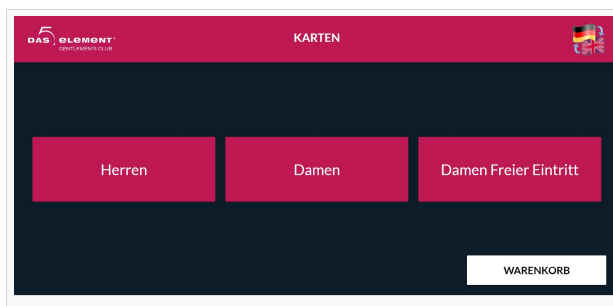 5
DAS element
GENTLEMEN'S CLUB
KARTEN
Herren
Damen
Damen Freier Eintritt
WARENKORB